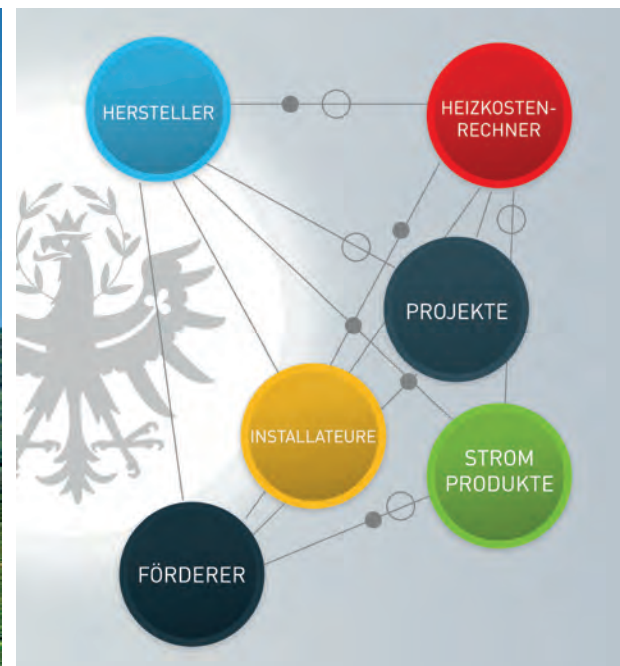 HERSTELLER
HEIZKOSTEN-
RECHNER
PROJEKTE
INSTALLATEURE
STROM
PRODUKTE
FÖRDERER